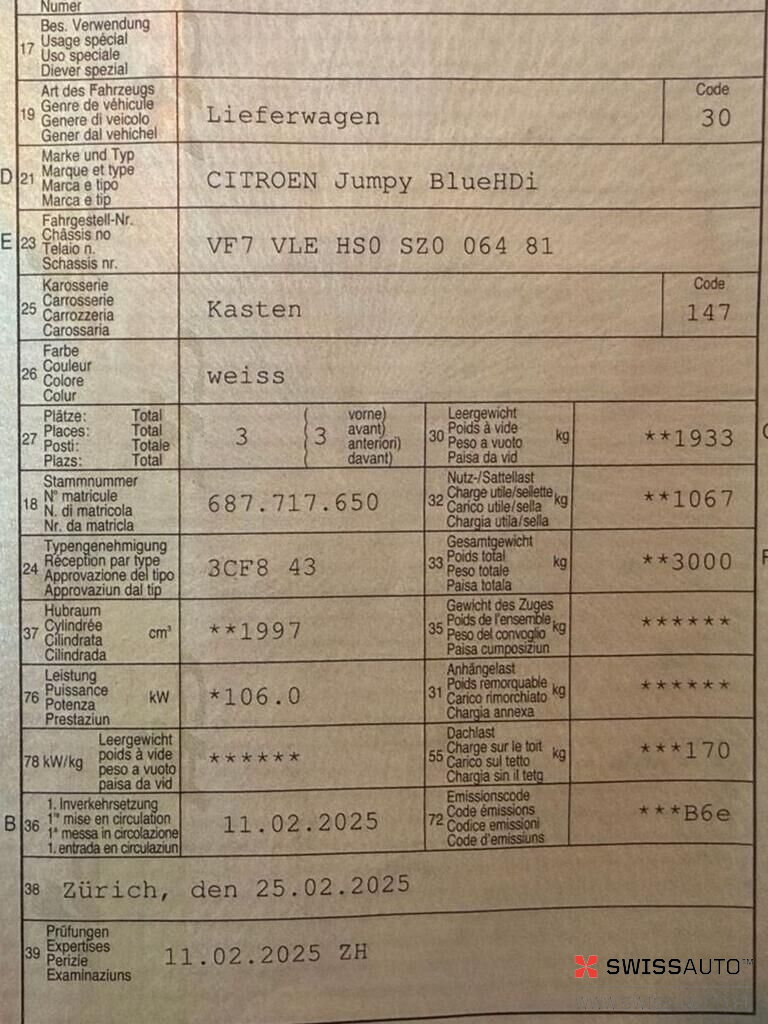 Numer
17 Bes. Verwendung
Usage spécial
Uso speciale
Diever spezial
19 Art des Fahrzeugs
Genre de véhicule
Genere di veicolo
Gener dal vehichel
Lieferwagen
Code
30
D 21 Marke und Typ
Marque et type
Marca e tipo
Marca e tip
CITROEN Jumpy BlueHDi
E 23 Fahrgestell-Nr.
Châssis no
Telaio n.
Schassis nr.
VF7 VLE HS0 SZ0 064 81
25 Karosserie
Carrosserie
Carrozzeria
Carossaria
Kasten
Code
147
26 Farbe
Couleur
Colore
Colur
weiss
27 Plätze: Total
Places: Total
Posti: Totale
Plazs: Total
3 ( 3 vorne)
avant)
anteriori)
davant)
30 Leergewicht
Poids à vide
Peso a vuoto
Paisa da vid
kg
**1933
18 Stammnummer
N° matricule
N. di matricola
Nr. da matricla
687.717.650
32 Nutz-/Sattellast
Charge utile/sellette
Carico utile/sella
Chargia utila/sella
kg
**1067
24 Typengenehmigung
Réception par type
Approvazione del tipo
Approvaziun dal tip
3CF8 43
33 Gesamtgewicht
Poids total
Peso totale
Paisa totala
kg
**3000
37 Hubraum
Cylindrée
Cilindrata
Cilindrada
cm³
**1997
35 Gewicht des Zuges
Poids de l'ensemble
Peso del convoglio
Paisa cumposiziun
kg
******
76 Leistung
Puissance
Potenza
Prestaziun
kW
*106.0
31 Anhängelast
Poids remorquable
Carico rimorchiato
Chargia annexa
kg
******
78 kW/kg Leergewicht
poids à vide
peso a vuoto
paisa da vid
******
55 Dachlast
Charge sur le toit
Carico sul tetto
Chargia sin il tetg
kg
***170
B 36 1. Inverkehrsetzung
1re mise en circulation
1a messa in circolazione
1. entrada en circulaziun
11.02.2025
72 Emissionscode
Code émissions
Codice emissioni
Code d'emissiuns
***B6e
38 Zürich, den 25.02.2025
39 Prüfungen
Expertises
Perizie
Examinaziuns
11.02.2025 ZH
SWISSAUTO™